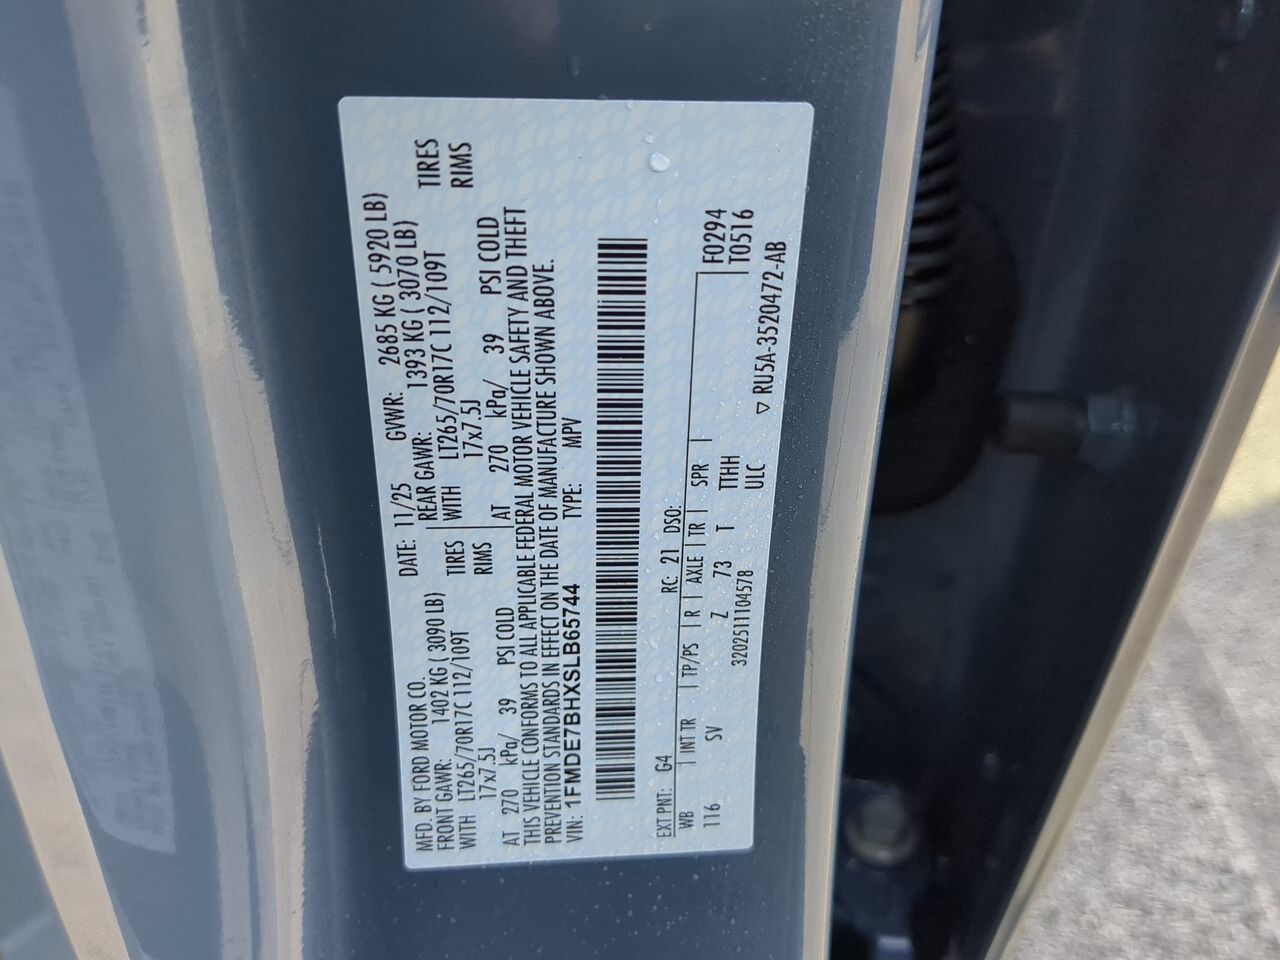 MFD. BY FORD MOTOR CO.
DATE: 11/25 GVWR: 2685 KG ( 5920 LB)
FRONT GAWR: 1402 KG ( 3090 LB) REAR GAWR: 1393 KG ( 3070 LB)
WITH LT265/70R17C 112/109T TIRES WITH LT265/70R17C 112/109T TIRES
17x7.5J RIMS 17x7.5J RIMS
AT 270 kPa/ 39 PSI COLD AT 270 kPa/ 39 PSI COLD
THIS VEHICLE CONFORMS TO ALL APPLICABLE FEDERAL MOTOR VEHICLE SAFETY AND THEFT
PREVENTION STANDARDS IN EFFECT ON THE DATE OF MANUFACTURE SHOWN ABOVE.
VIN: 1FMDE7BHXSLB65744 TYPE: MPV
EXT PNT: G4 RC: 21 DSO:
WB INT TR TP/PS R AXLE TR SPR F0294
116 SV Z 73 T TTHH T0516
3202511104578 ULC
▽ RU5A-3520472-AB